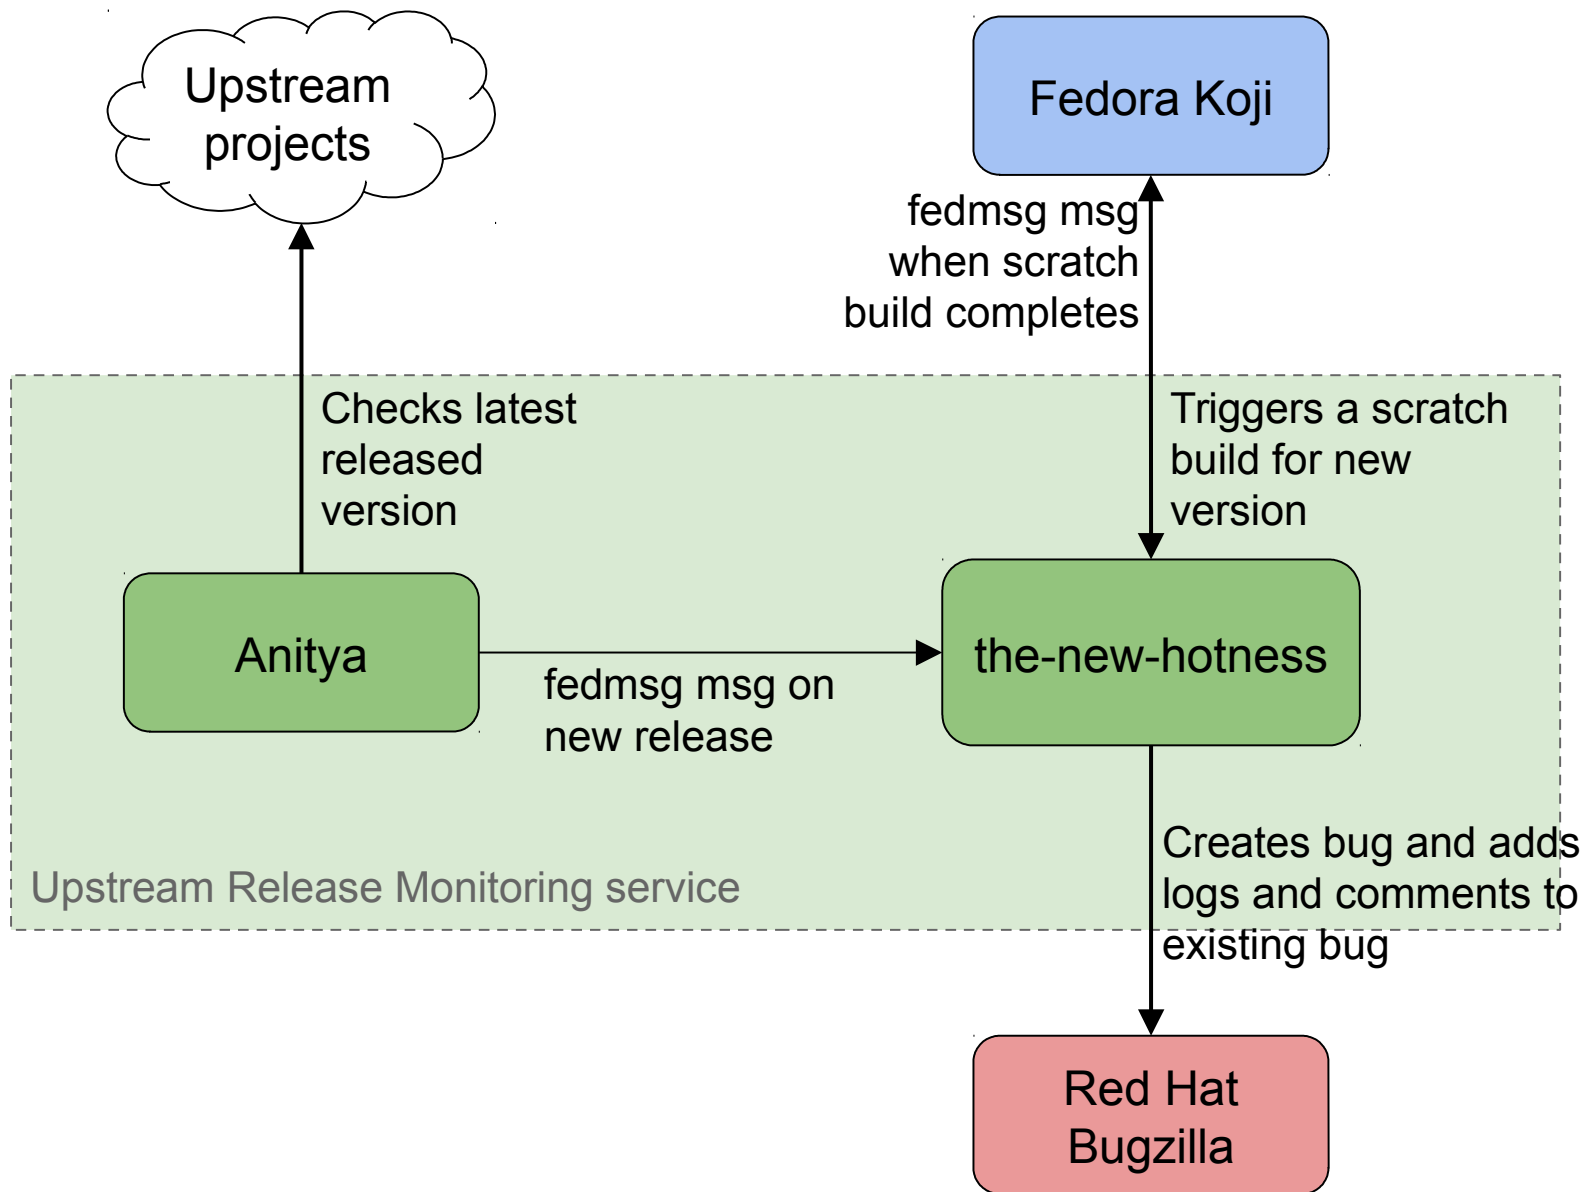 Upstream
projects
Fedora Koji
fedmsg msg
when scratch
build completes
Checks latest
released
version
Triggers a scratch
build for new
version
Anitya
fedmsg msg on
new release
the-new-hotness
Creates bug and adds
logs and comments to
existing bug
Upstream Release Monitoring service
Red Hat
Bugzilla